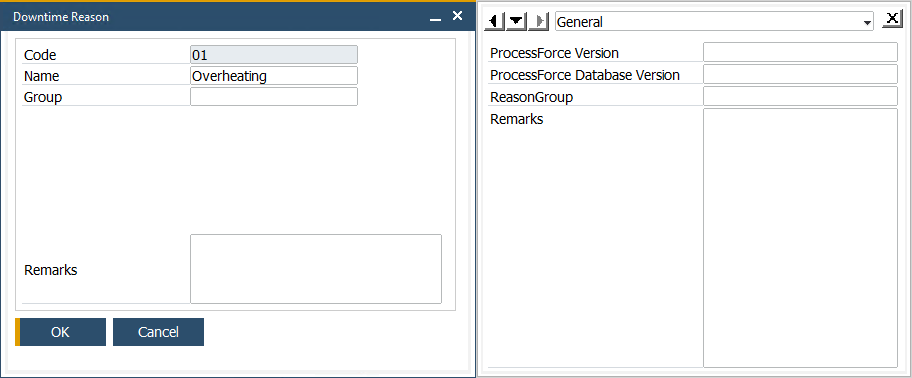 Downtime Reason
Code 01
Name Overheating
Group
Remarks
OK Cancel
General
ProcessForce Version
ProcessForce Database Version
ReasonGroup
Remarks